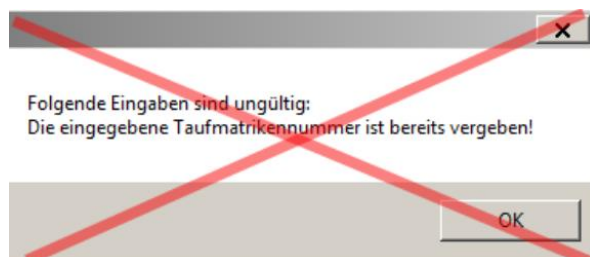 Folgende Eingaben sind ungültig:
Die eingegebene Taufmatrikennummer ist bereits vergeben!
OK